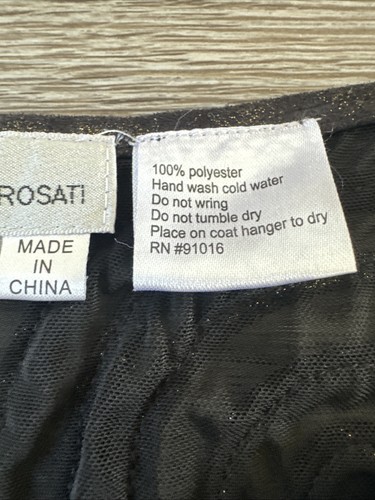 ROSATI
MADE
IN
CHINA
100% polyester
Hand wash cold water
Do not wring
Do not tumble dry
Place on coat hanger to dry
RN #91016